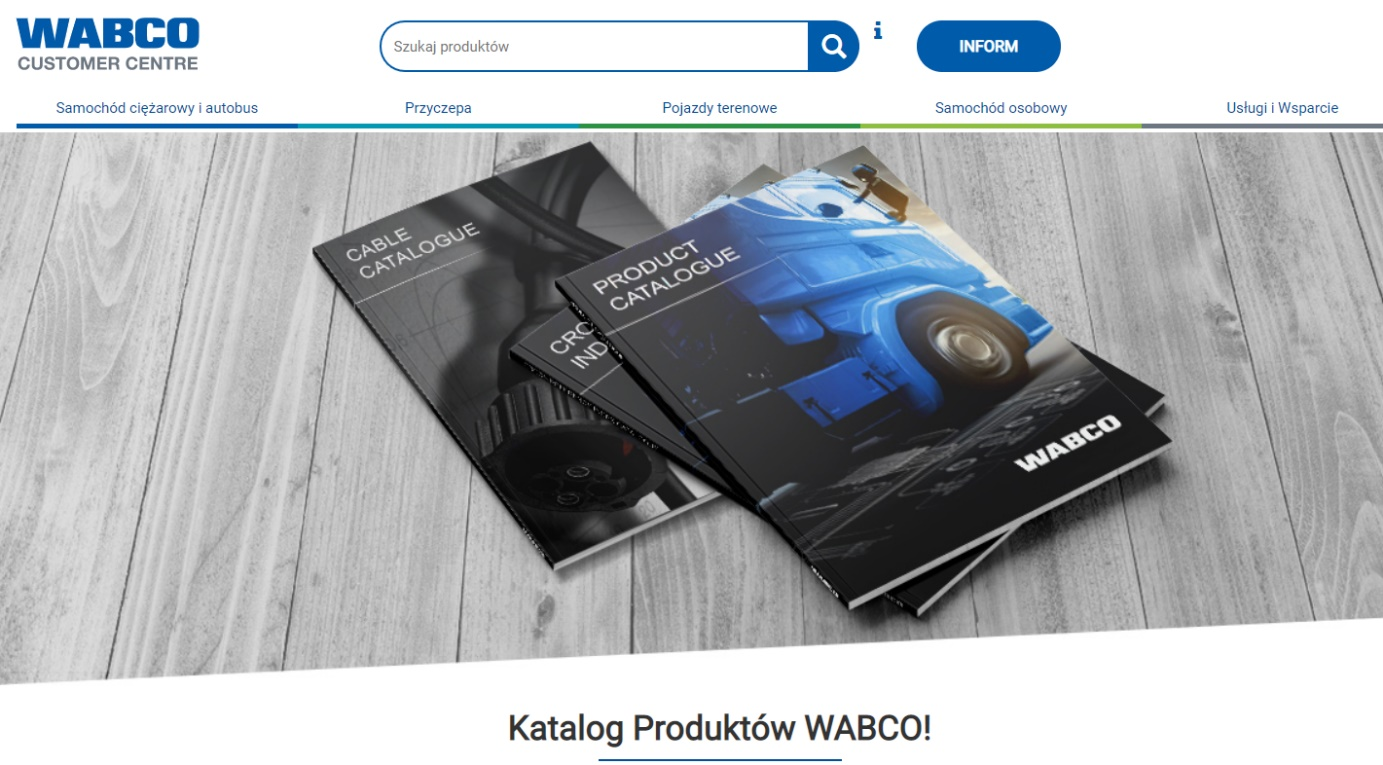 WABCO
CUSTOMER CENTRE
Szukaj produktów
INFORM
Samochód ciężarowy i autobus
Przyczepa
Pojazdy terenowe
Samochód osobowy
Usługi i Wsparcie
CABLE
CATALOGUE
PRODUCT
CATALOGUE
WABCO
Katalog Produktów WABCO!